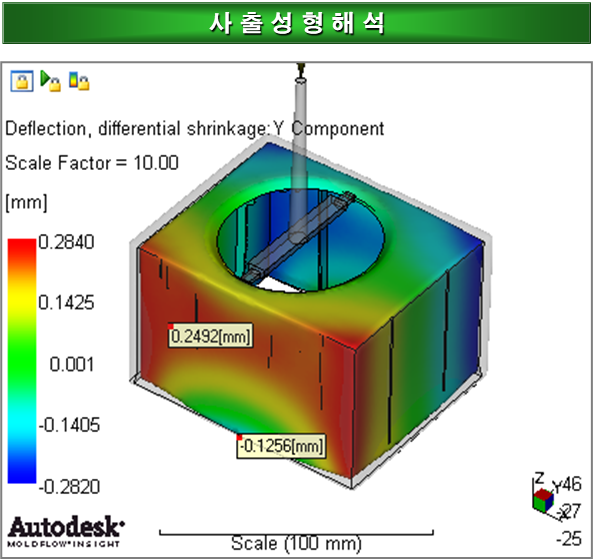 사 출 성 형 해 석
Deflection, differential shrinkage:Y Component
Scale Factor = 10.00
[mm]
0.2840
0.1425
0.001
-0.1405
-0.2820
0.2492[mm]
-0.1256[mm]
Autodesk
MOLDFLOW INSIGHT
Scale (100 mm)
Z
Y
X
46
-27
-25